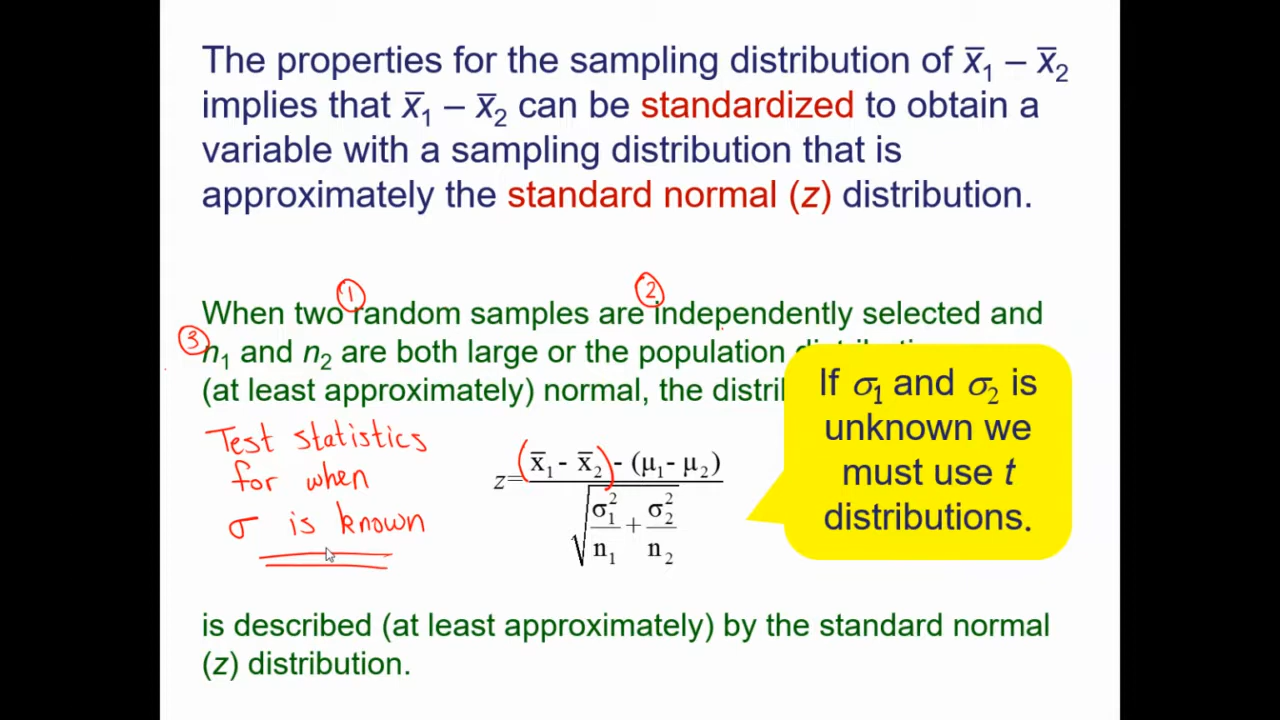 The properties for the sampling distribution of x̅₁ – x̅₂
implies that x̅₁ – x̅₂ can be standardized to obtain a
variable with a sampling distribution that is
approximately the standard normal (z) distribution.
① ②
When two random samples are independently selected and
③
n₁ and n₂ are both large or the population
(at least approximately) normal, the
If σ₁ and σ₂ is
unknown we
must use t
distributions.
Test statistics
for when
σ is known
z = ((x̅₁ - x̅₂) - (μ₁ - μ₂)) / √(σ₁²/n₁ + σ₂²/n₂)
is described (at least approximately) by the standard normal
(z) distribution.